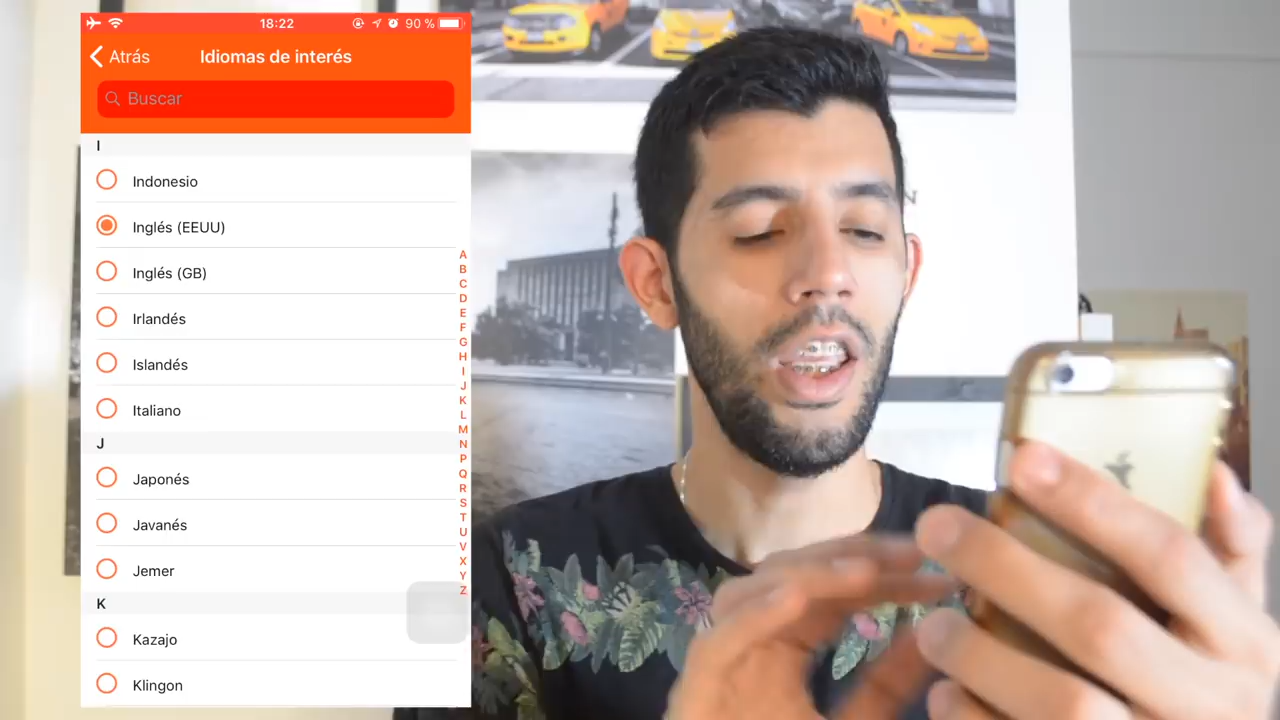 18:22
90 %
Atrás
Idiomas de interés
Buscar
I
Indonesio
Inglés (EEUU)
Inglés (GB)
Irlandés
Islandés
Italiano
J
Japonés
Javanés
Jemer
K
Kazajo
Klingon
A
B
C
D
E
F
G
H
I
J
K
L
M
N
P
Q
R
S
T
U
V
X
Y
Z
N